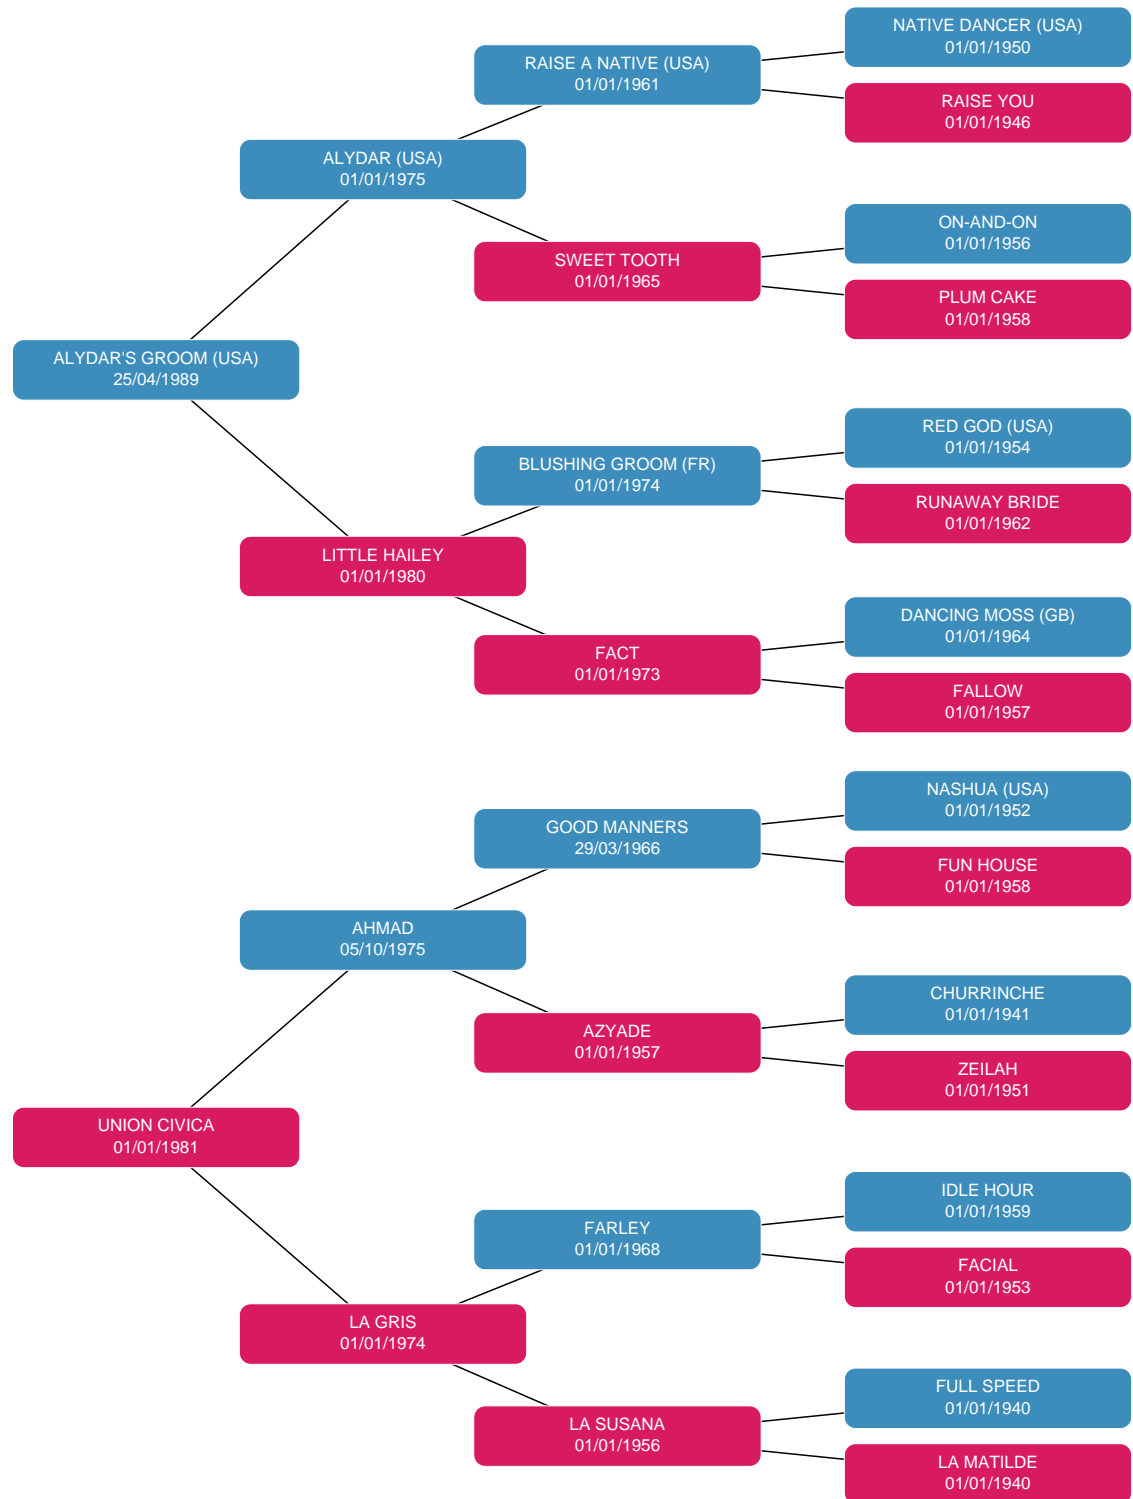 NATIVE DANCER (USA)
01/01/1950
RAISE A NATIVE (USA)
01/01/1961
RAISE YOU
01/01/1946
ALYDAR (USA)
01/01/1975
ON-AND-ON
01/01/1956
SWEET TOOTH
01/01/1965
PLUM CAKE
01/01/1958
ALYDAR'S GROOM (USA)
25/04/1989
RED GOD (USA)
01/01/1954
BLUSHING GROOM (FR)
01/01/1974
RUNAWAY BRIDE
01/01/1962
LITTLE HAILEY
01/01/1980
DANCING MOSS (GB)
01/01/1964
FACT
01/01/1973
FALLOW
01/01/1957
NASHUA (USA)
01/01/1952
GOOD MANNERS
29/03/1966
FUN HOUSE
01/01/1958
AHMAD
05/10/1975
CHURRINCHE
01/01/1941
AZYADE
01/01/1957
ZEILAH
01/01/1951
UNION CIVICA
01/01/1981
IDLE HOUR
01/01/1959
FARLEY
01/01/1968
FACIAL
01/01/1953
LA GRIS
01/01/1974
FULL SPEED
01/01/1940
LA SUSANA
01/01/1956
LA MATILDE
01/01/1940